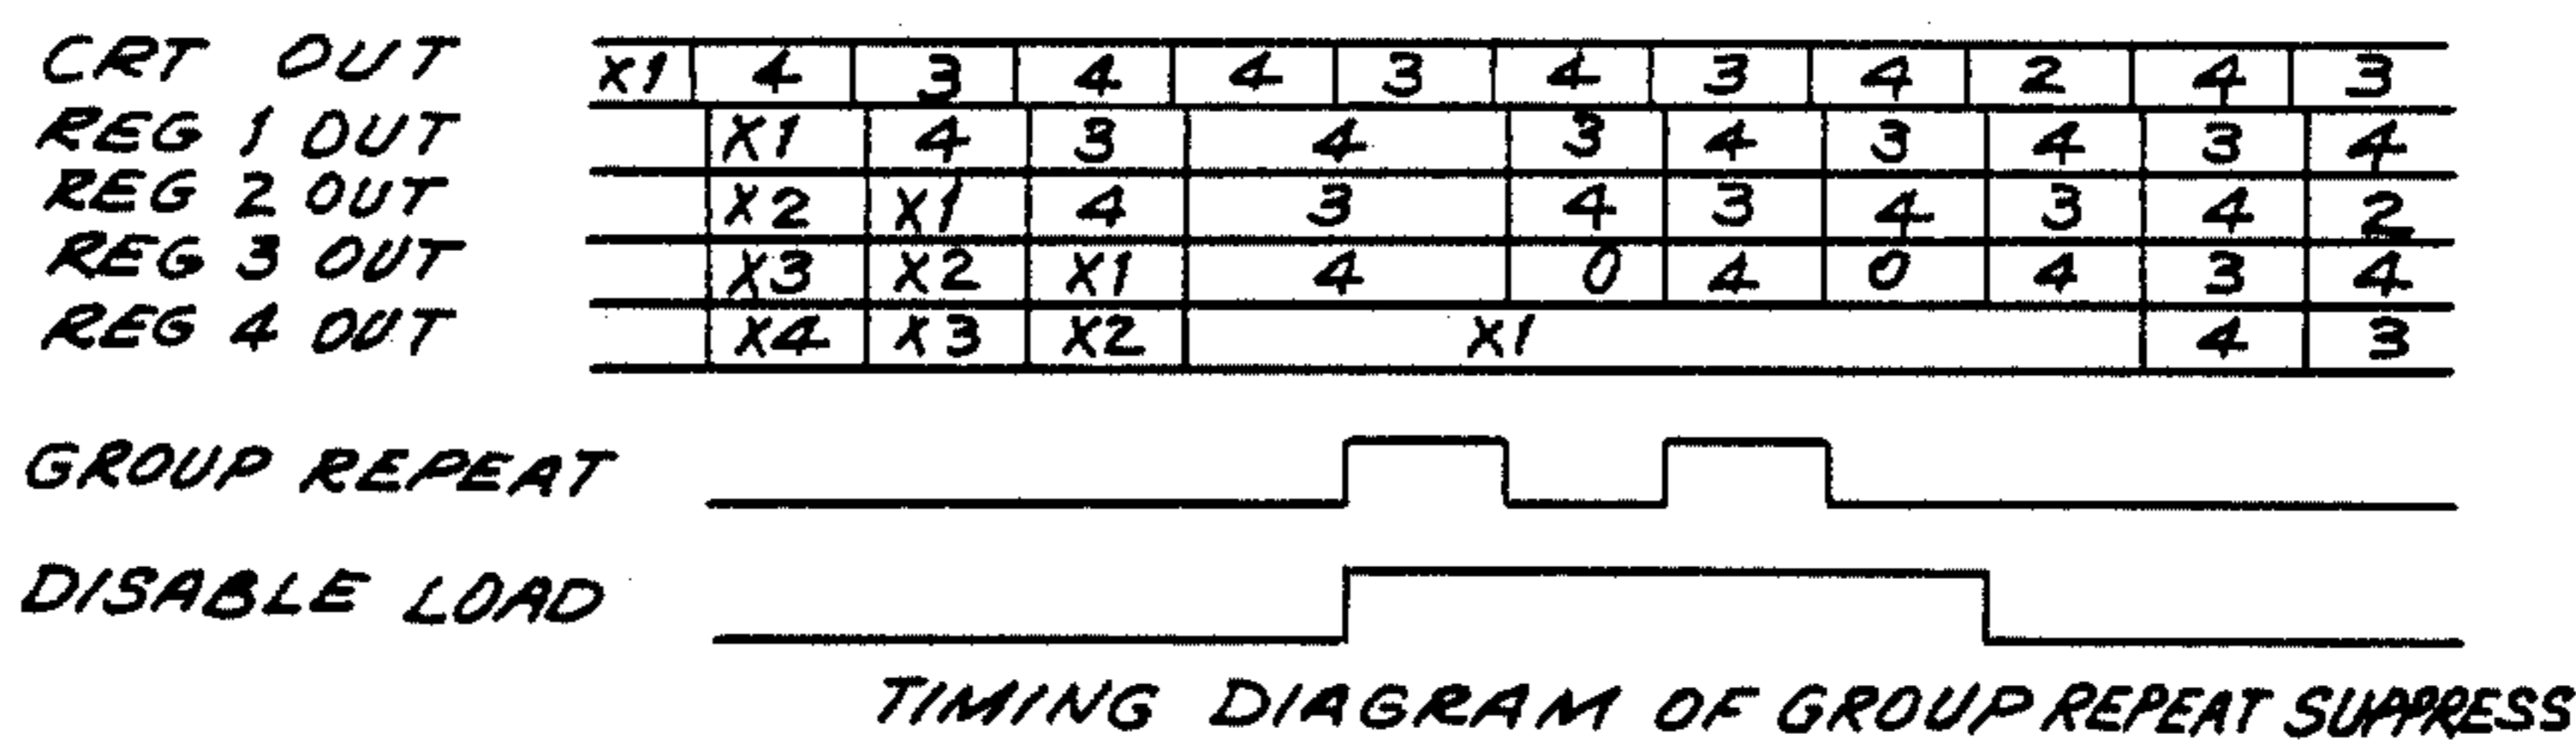 CRT OUT X1 4 3 4 4 3 4 3 4 2 4 3
REG 1 OUT X1 4 3 4 3 4 3 4 3 4
REG 2 OUT X2 X1 4 3 4 3 4 3 4 2
REG 3 OUT X3 X2 X1 4 0 4 0 4 3 4
REG 4 OUT X4 X3 X2 X1 4 3
GROUP REPEAT
DISABLE LOAD
TIMING DIAGRAM OF GROUP REPEAT SUPPRESS